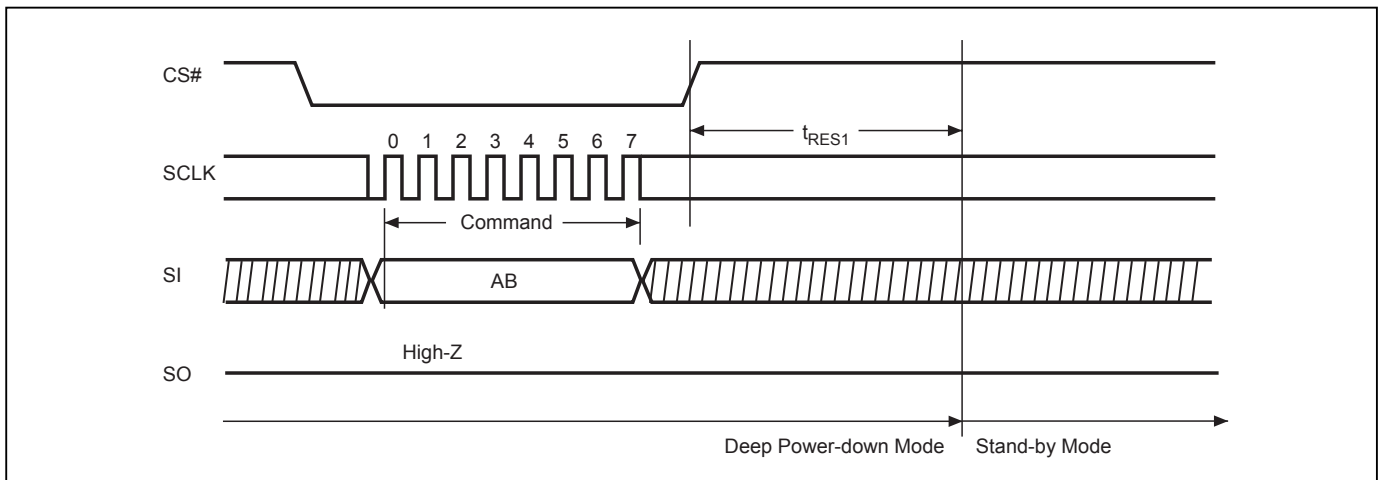 CS#
tRES1
0 1 2 3 4 5 6 7
SCLK
Command
SI
AB
High-Z
SO
Deep Power-down Mode Stand-by Mode